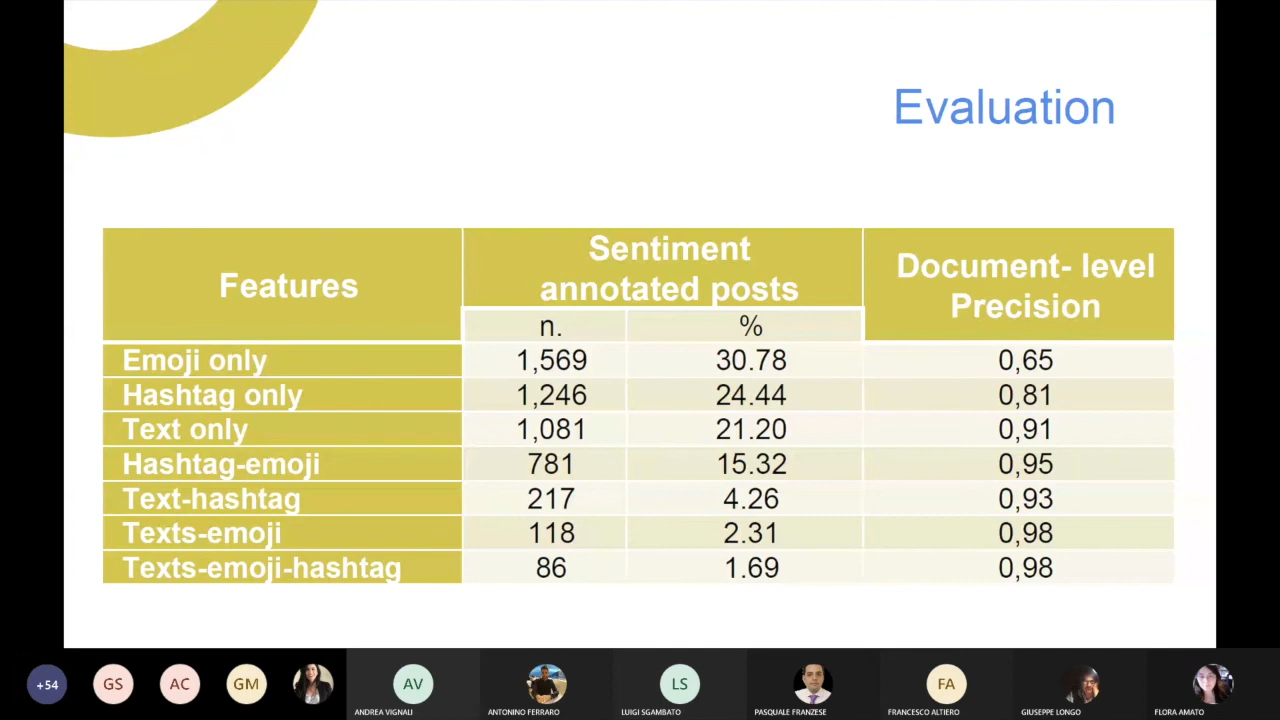 Evaluation
Features
Sentiment
annotated posts
Document- level
Precision
n. %
Emoji only 1,569 30.78 0,65
Hashtag only 1,246 24.44 0,81
Text only 1,081 21.20 0,91
Hashtag-emoji 781 15.32 0,95
Text-hashtag 217 4.26 0,93
Texts-emoji 118 2.31 0,98
Texts-emoji-hashtag 86 1.69 0,98
+54 GS AC GM AV LS FA
ANDREA VIGNALI ANTONINO FERRARO LUIGI SGAMBATO PASQUALE FRANZESE FRANCESCO ALTIERO GIUSEPPE LONGO FLORA AMATO